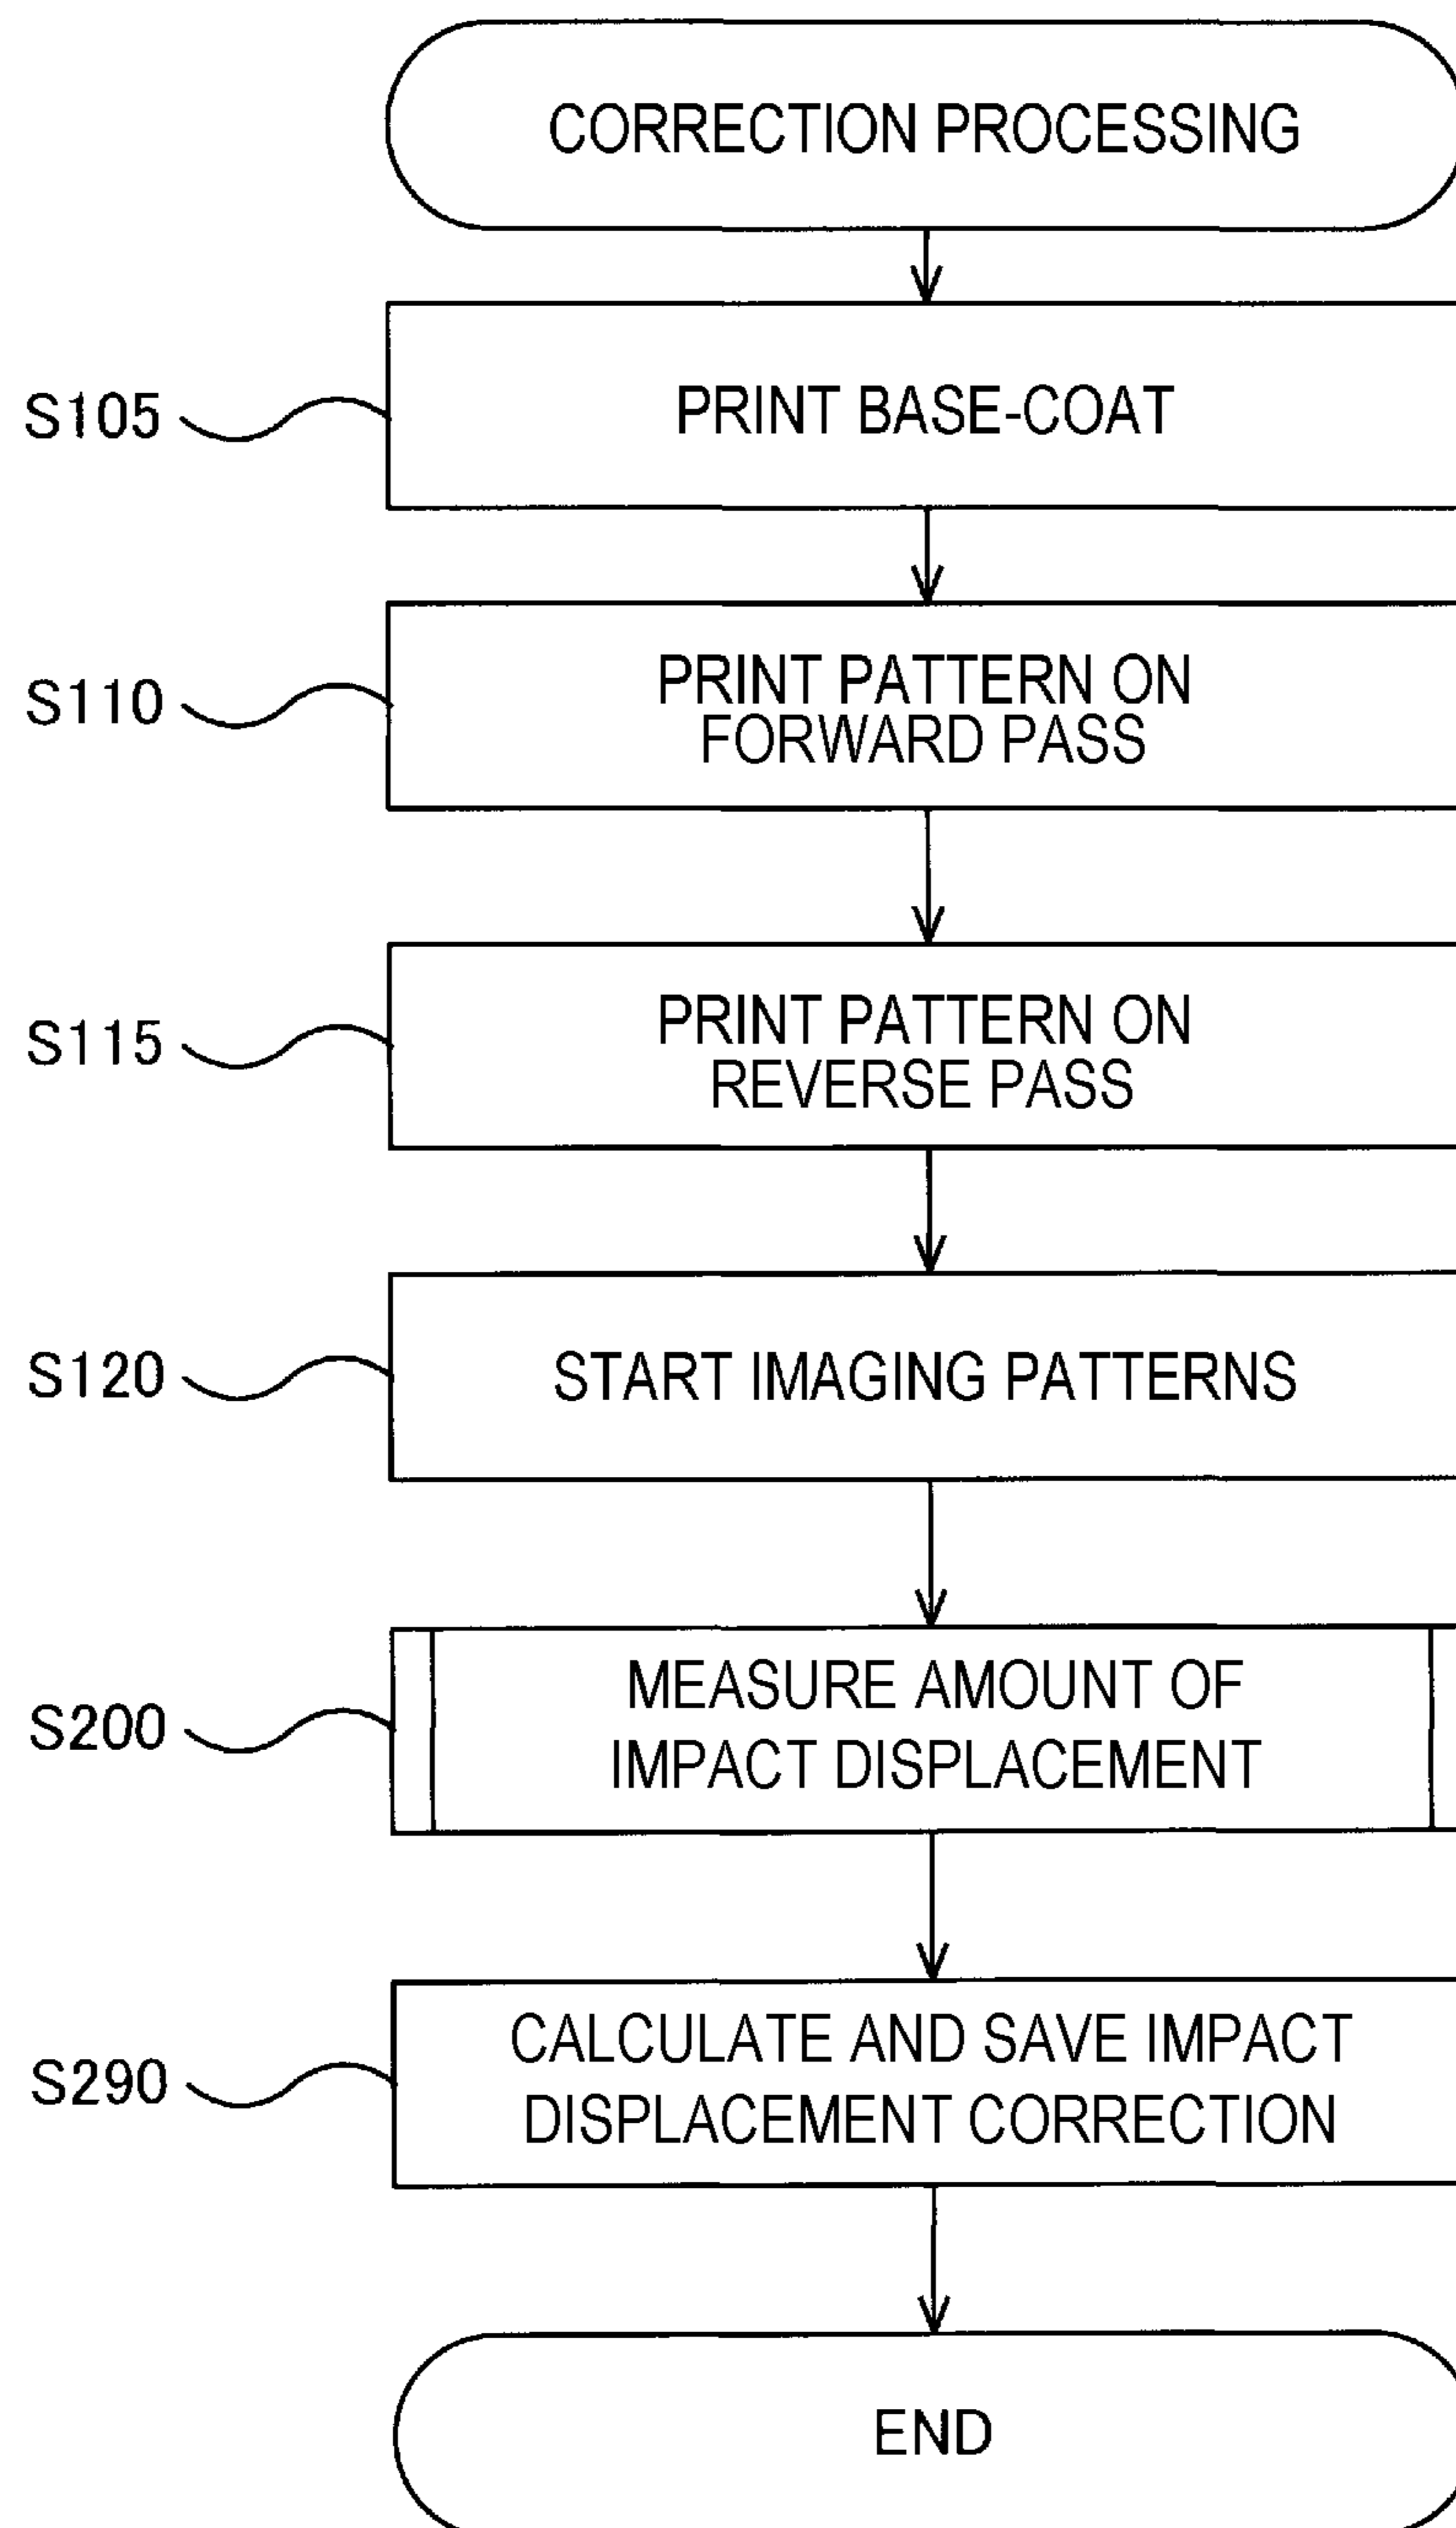 CORRECTION PROCESSING
S105
PRINT BASE-COAT
S110
PRINT PATTERN ON
FORWARD PASS
S115
PRINT PATTERN ON
REVERSE PASS
S120
START IMAGING PATTERNS
S200
MEASURE AMOUNT OF
IMPACT DISPLACEMENT
S290
CALCULATE AND SAVE IMPACT
DISPLACEMENT CORRECTION
END